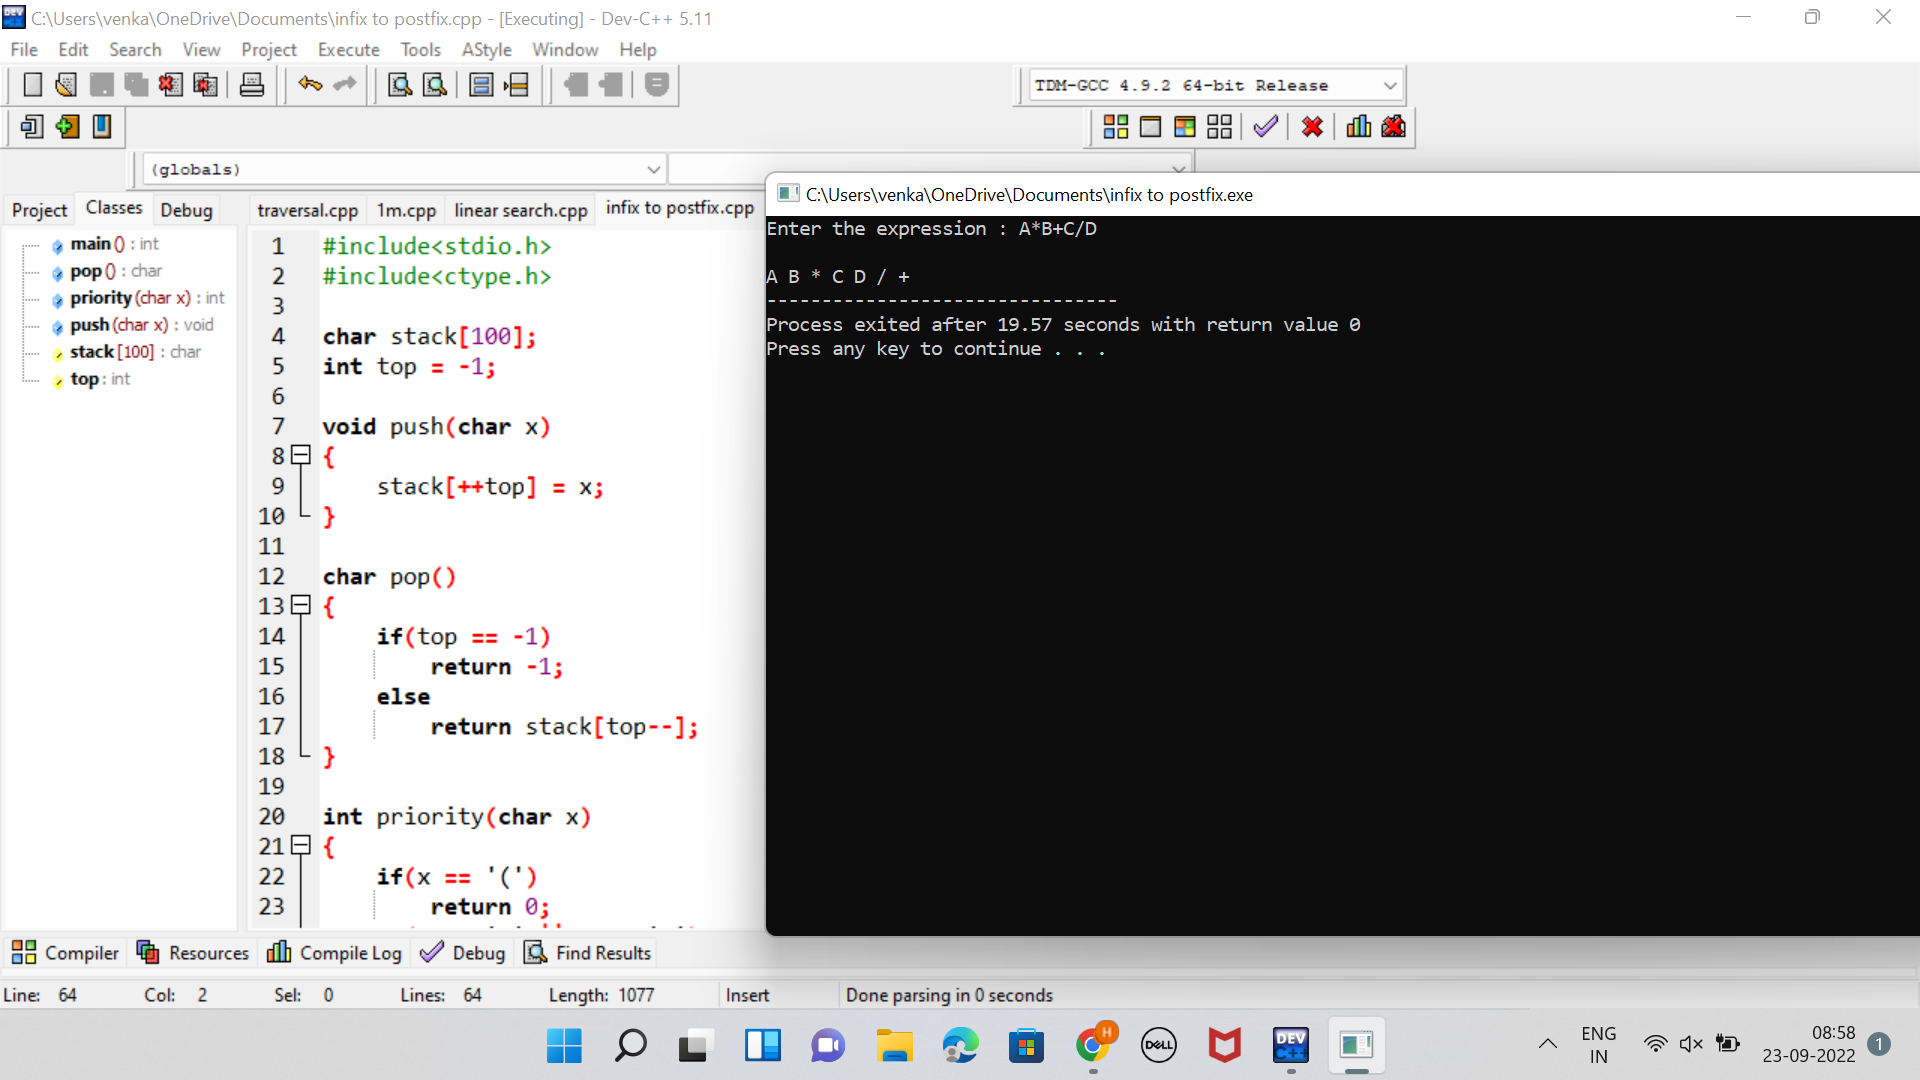 C:\Users\venka\OneDrive\Documents\infix to postfix.cpp - [Executing] - Dev-C++ 5.11
File Edit Search View Project Execute Tools AStyle Window Help
TDM-GCC 4.9.2 64-bit Release
(globals)
Project Classes Debug
main () : int
pop () : char
priority (char x) : int
push (char x) : void
stack [100] : char
top : int
traversal.cpp 1m.cpp linear search.cpp infix to postfix.cpp
1 #include<stdio.h>
2 #include<ctype.h>
3
4 char stack[100];
5 int top = -1;
6
7 void push(char x)
8 {
9 stack[++top] = x;
10 }
11
12 char pop()
13 {
14 if(top == -1)
15 return -1;
16 else
17 return stack[top--];
18 }
19
20 int priority(char x)
21 {
22 if(x == '(')
23 return 0;
C:\Users\venka\OneDrive\Documents\infix to postfix.exe
Enter the expression : A*B+C/D
A B * C D / +
--------------------------------
Process exited after 19.57 seconds with return value 0
Press any key to continue . . .
Compiler Resources Compile Log Debug Find Results
Line: 64 Col: 2 Sel: 0 Lines: 64 Length: 1077 Insert Done parsing in 0 seconds
DELL
DEV C++
H
ENG
IN
08:58
23-09-2022
1